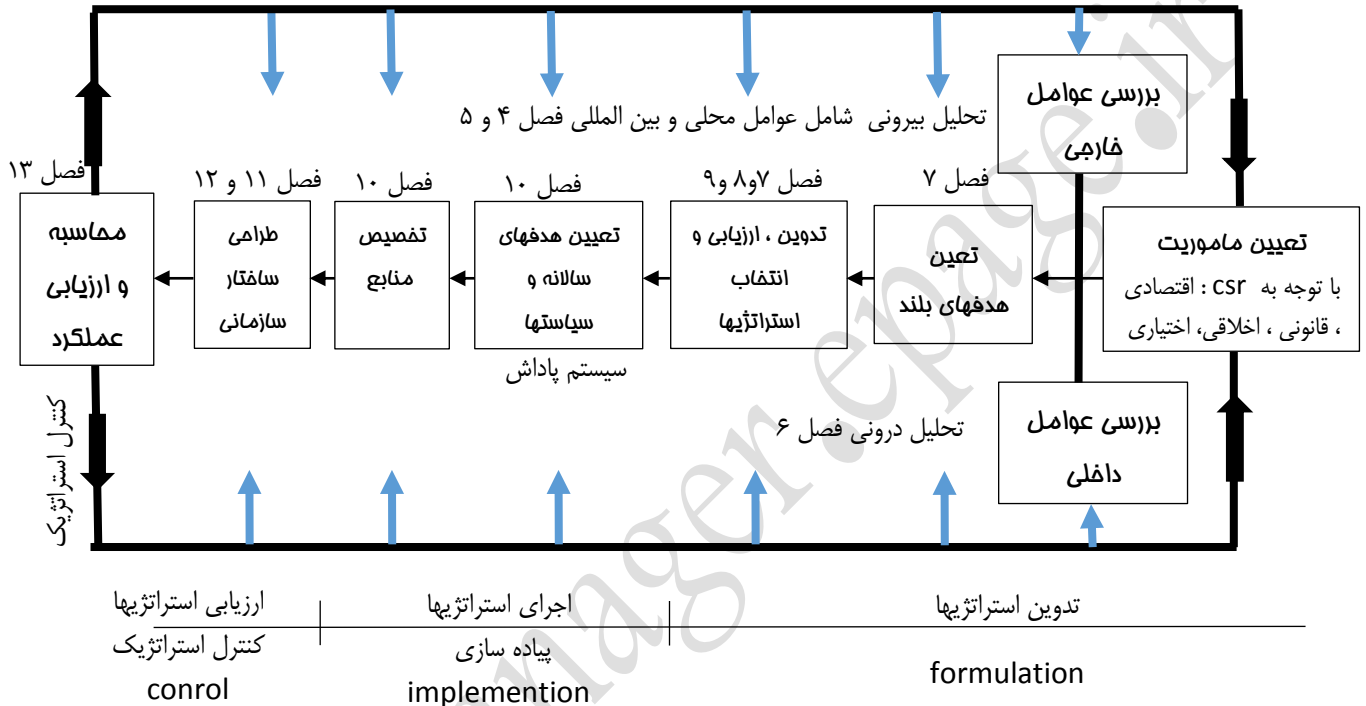 بررسی عوامل
خارجی
تحلیل بیرونی شامل عوامل محلی و بین المللی فصل ۴ و ۵
تعیین ماموریت
با توجه به csr : اقتصادی
، قانونی ، اخلاقی، اختیاری
فصل ۷
تعین
هدفهای بلند
فصل ۷و۸ و۹
تدوین ، ارزیابی و
انتخاب
استراتژیها
فصل ۱۰
تعیین هدفهای
سالانه و
سیاستها
سیستم پاداش
فصل ۱۰
تخصیص
منابع
فصل ۱۱ و ۱۲
طراحی
ساختار
سازمانی
فصل ۱۳
محاسبه
و ارزیابی
عملکرد
کنترل استراتژیک
بررسی عوامل
داخلی
تحلیل درونی فصل ۶
تدوین استراتژیها
formulation
اجرای استراتژیها
پیاده سازی
implemention
ارزیابی استراتژیها
کنترل استراتژیک
conrol
nager.epage.ir